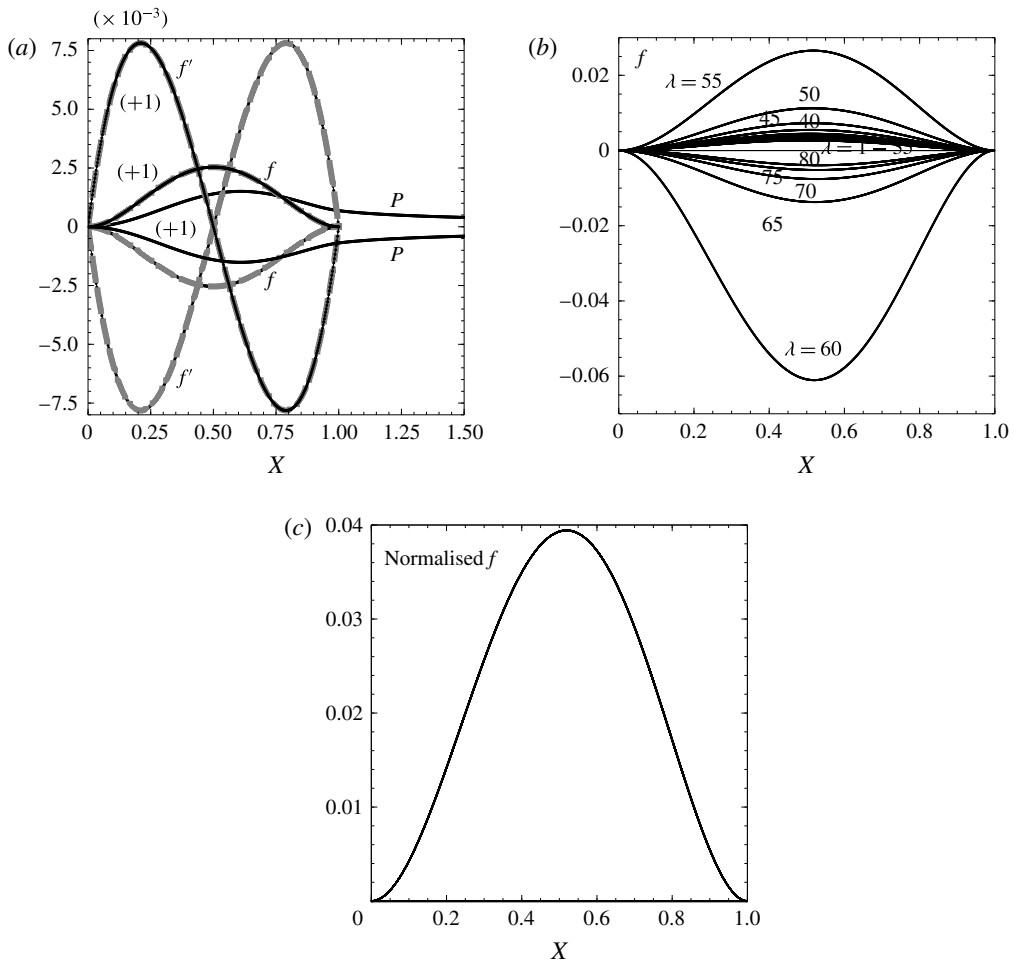 (× 10⁻³)
(a)
7.5
5.0
2.5
0
−2.5
−5.0
−7.5
f′
(+1)
(+1)
f
P
(+1)
f
P
f′
0
0.25
0.50
0.75
1.00
1.25
1.50
X
(b)
f
0.02
0
−0.02
−0.04
−0.06
λ = 55
50
45
40
λ = 1 − 35
80
75
70
65
λ = 60
0
0.2
0.4
0.6
0.8
1.0
X
(c)
0.04
Normalised f
0.03
0.02
0.01
0
0.2
0.4
0.6
0.8
1.0
X